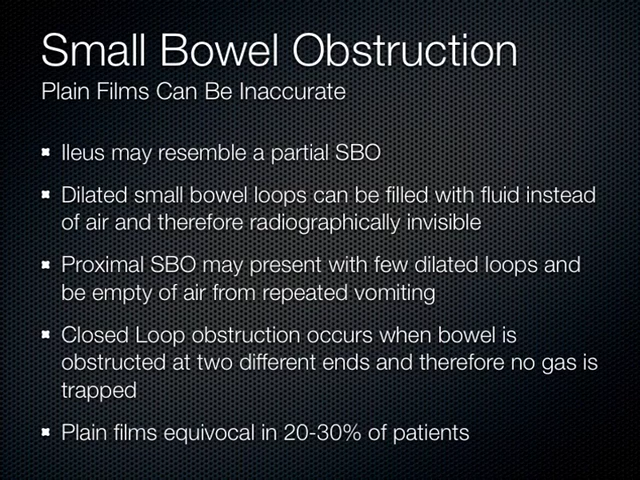 Small Bowel Obstruction
Plain Films Can Be Inaccurate
Ileus may resemble a partial SBO
Dilated small bowel loops can be filled with fluid instead
of air and therefore radiographically invisible
Proximal SBO may present with few dilated loops and
be empty of air from repeated vomiting
Closed Loop obstruction occurs when bowel is
obstructed at two different ends and therefore no gas is
trapped
Plain films equivocal in 20-30% of patients